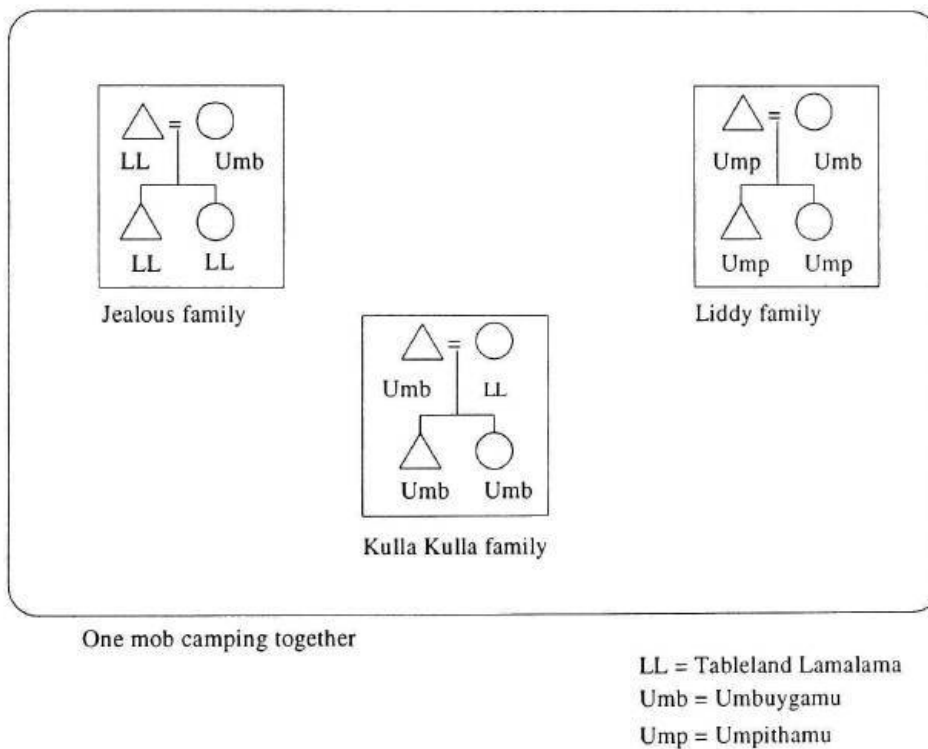 LL = Umb
LL LL
Jealous family
Ump = Umb
Ump Ump
Liddy family
Umb = LL
Umb Umb
Kulla Kulla family
One mob camping together
LL = Tableland Lamalama
Umb = Umbuygamu
Ump = Umpithamu